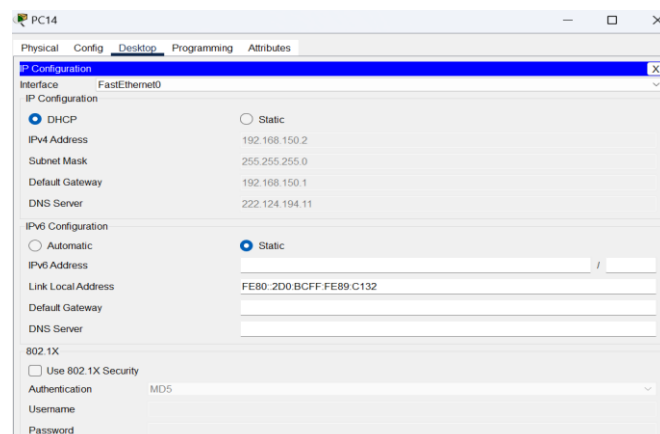 PC14
Physical Config Desktop Programming Attributes
IP Configuration X
Interface FastEthernet0
IP Configuration
DHCP Static
IPv4 Address 192.168.150.2
Subnet Mask 255.255.255.0
Default Gateway 192.168.150.1
DNS Server 222.124.194.11
IPv6 Configuration
Automatic Static
IPv6 Address /
Link Local Address FE80::2D0:BCFF:FE89:C132
Default Gateway
DNS Server
802.1X
Use 802.1X Security
Authentication MD5
Username
Password